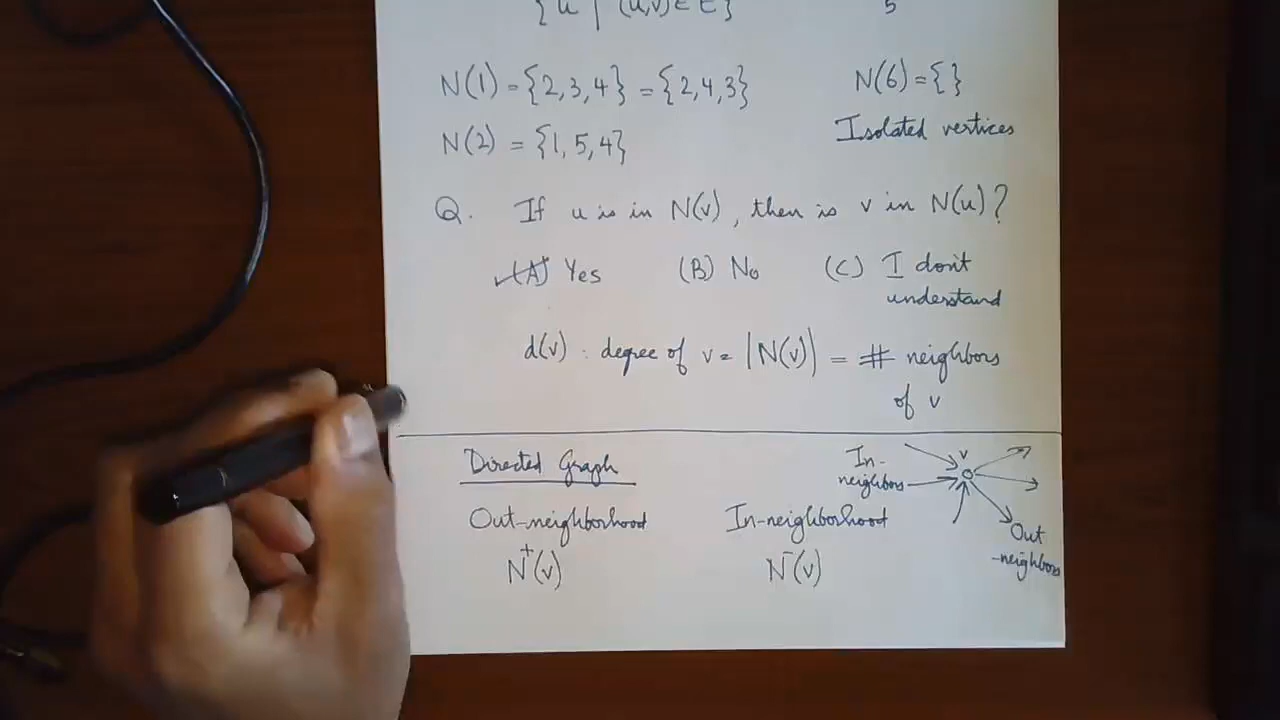 {u | (u,v) ∈ E}
5
N(1) = {2,3,4} = {2,4,3}
N(6) = {}
Isolated vertices
N(2) = {1,5,4}
Q. If u is in N(v), then is v in N(u)?
(A) Yes (B) No (C) I don't
understand
d(v) : degree of v = |N(v)| = # neighbors
of v
Directed Graph
In-
neighbors
v
Out-neighborhood
In-neighborhood
Out
-neighbors
N⁺(v)
N⁻(v)